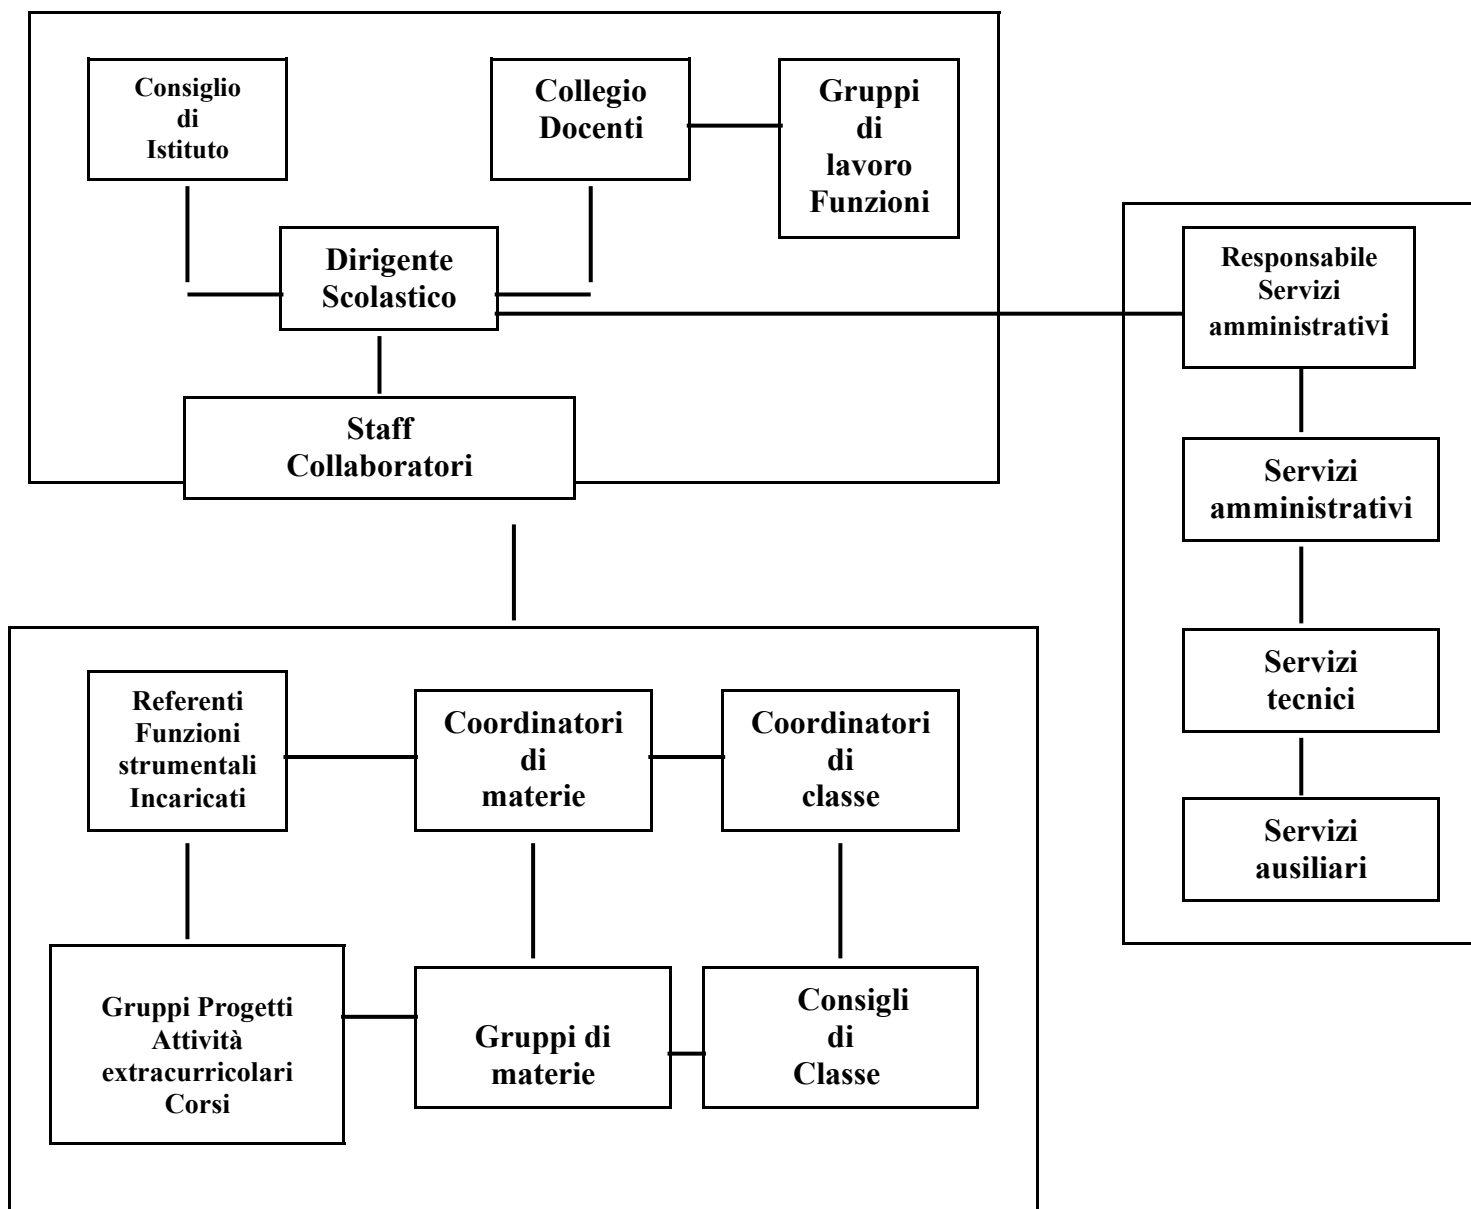 Consiglio
di
Istituto
Collegio
Docenti
Gruppi
di
lavoro
Funzioni
Dirigente
Scolastico
Staff
Collaboratori
Responsabile
Servizi
amministrativi
Servizi
amministrativi
Servizi
tecnici
Servizi
ausiliari
Referenti
Funzioni
strumentali
Incaricati
Coordinatori
di
materie
Coordinatori
di
classe
Gruppi Progetti
Attività
extracurricolari
Corsi
Gruppi di
materie
Consigli
di
Classe